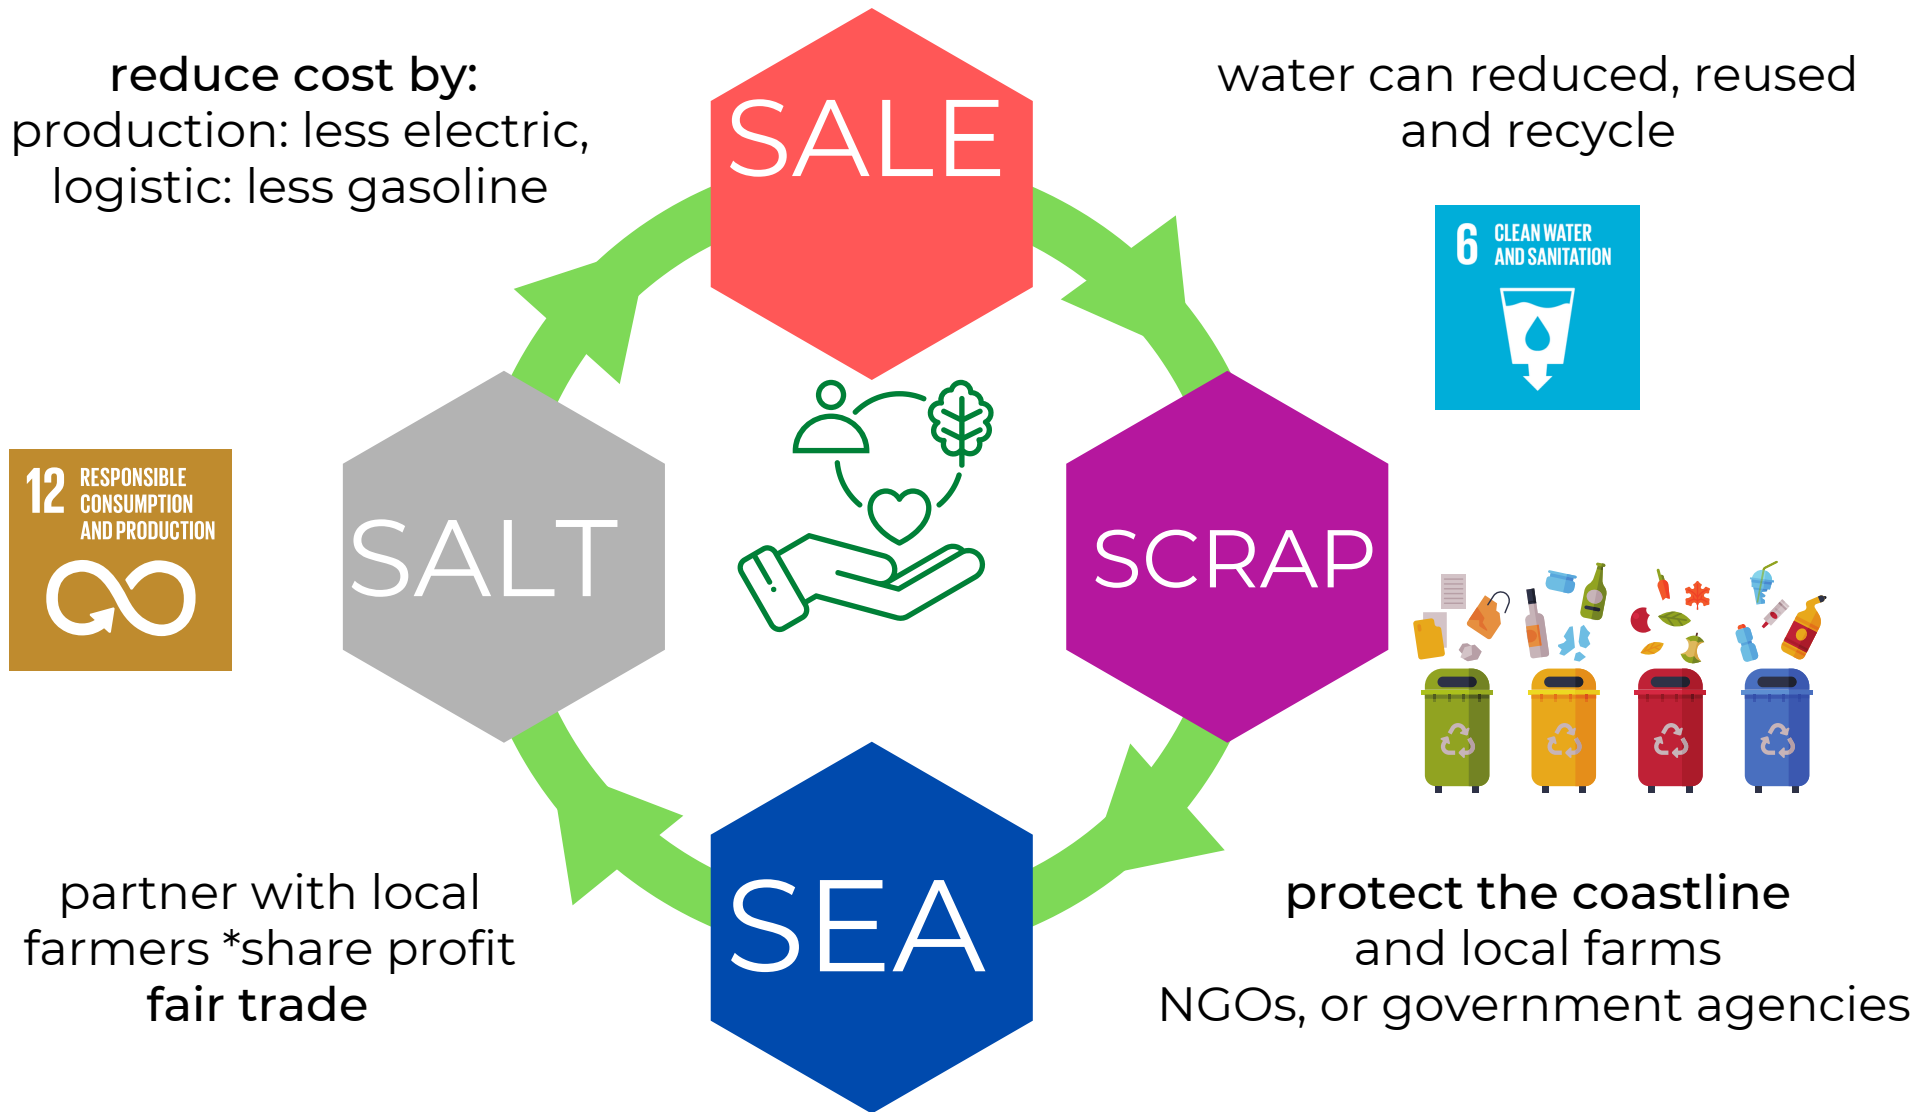 reduce cost by:
production: less electric,
logistic: less gasoline
SALE
water can reduced, reused
and recycle
6 CLEAN WATER
AND SANITATION
12 RESPONSIBLE
CONSUMPTION
AND PRODUCTION
SALT
SCRAP
partner with local
farmers *share profit
fair trade
SEA
protect the coastline
and local farms
NGOs, or government agencies